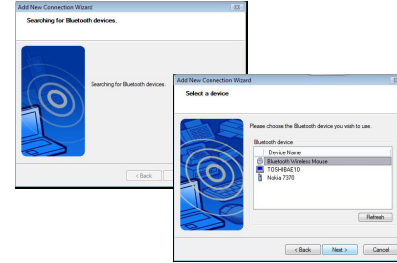 Add New Connection Wizard
Searching for Bluetooth devices.
Searching for Bluetooth devices.
< Back
Add New Connection Wizard
Select a device
Please choose the Bluetooth device you wish to use.
Bluetooth device
Device Name
Bluetooth Wireless Mouse
TOSHIBAE10
Nokia 7370
Refresh
< Back
Next >
Cancel